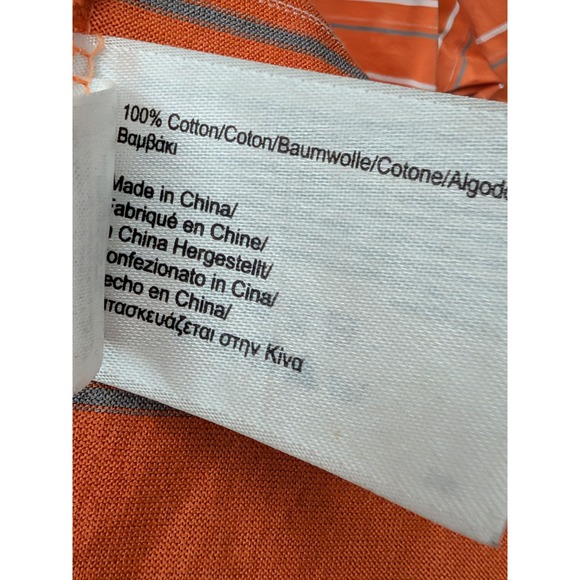 100% Cotton/Coton/Baumwolle/Cotone/Algodo
Βαμβάκι
Made in China/
Fabriqué en Chine/
n China Hergestellt/
onfezionato in Cina/
echo en China/
ατασκευάζεται στην Κίνα